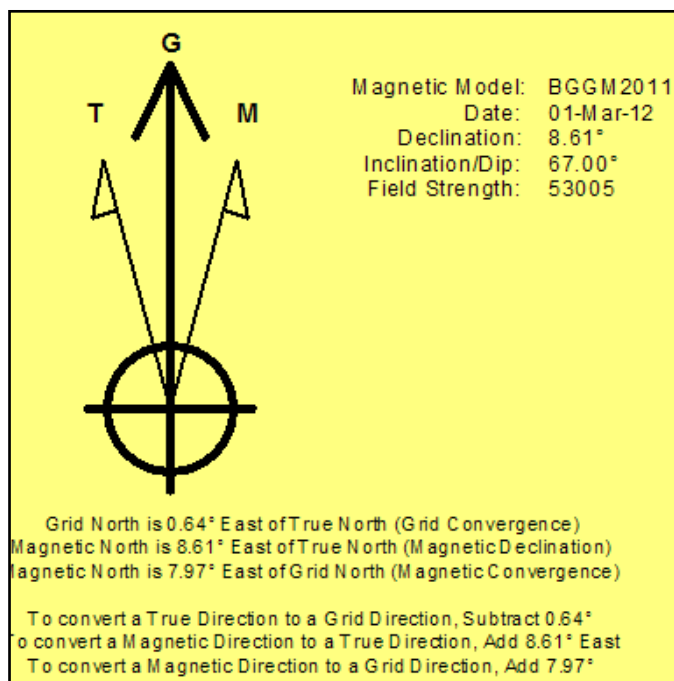 G
T M
Magnetic Model: BGGM2011
Date: 01-Mar-12
Declination: 8.61°
Inclination/Dip: 67.00°
Field Strength: 53005
Grid North is 0.64° East of True North (Grid Convergence)
Magnetic North is 8.61° East of True North (Magnetic Declination)
Magnetic North is 7.97° East of Grid North (Magnetic Convergence)
To convert a True Direction to a Grid Direction, Subtract 0.64°
To convert a Magnetic Direction to a True Direction, Add 8.61° East
To convert a Magnetic Direction to a Grid Direction, Add 7.97°